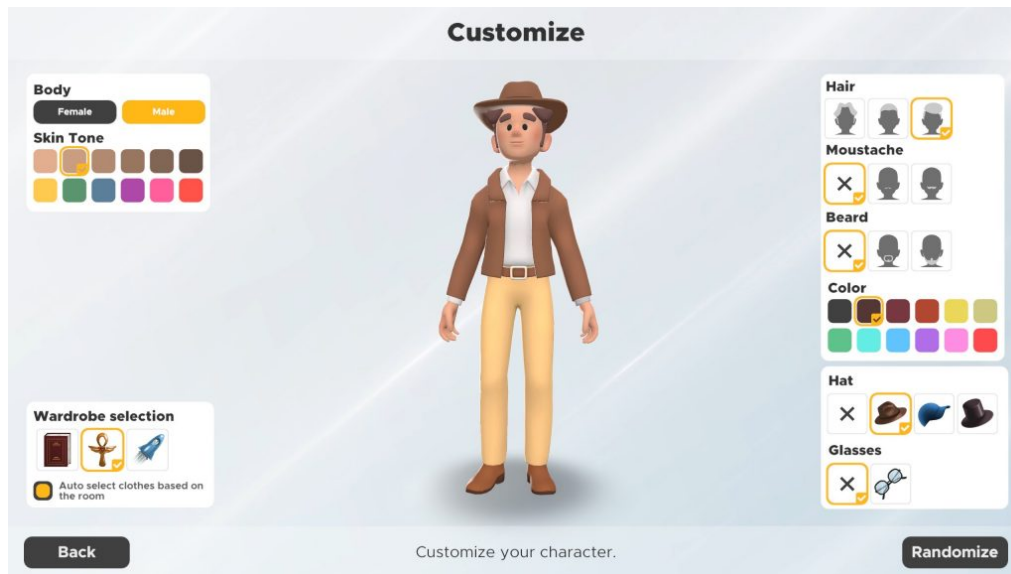 Customize
Body
Female
Male
Skin Tone
Wardrobe selection
Auto select clothes based on
the room
Hair
Moustache
Beard
Color
Hat
Glasses
Back
Customize your character.
Randomize